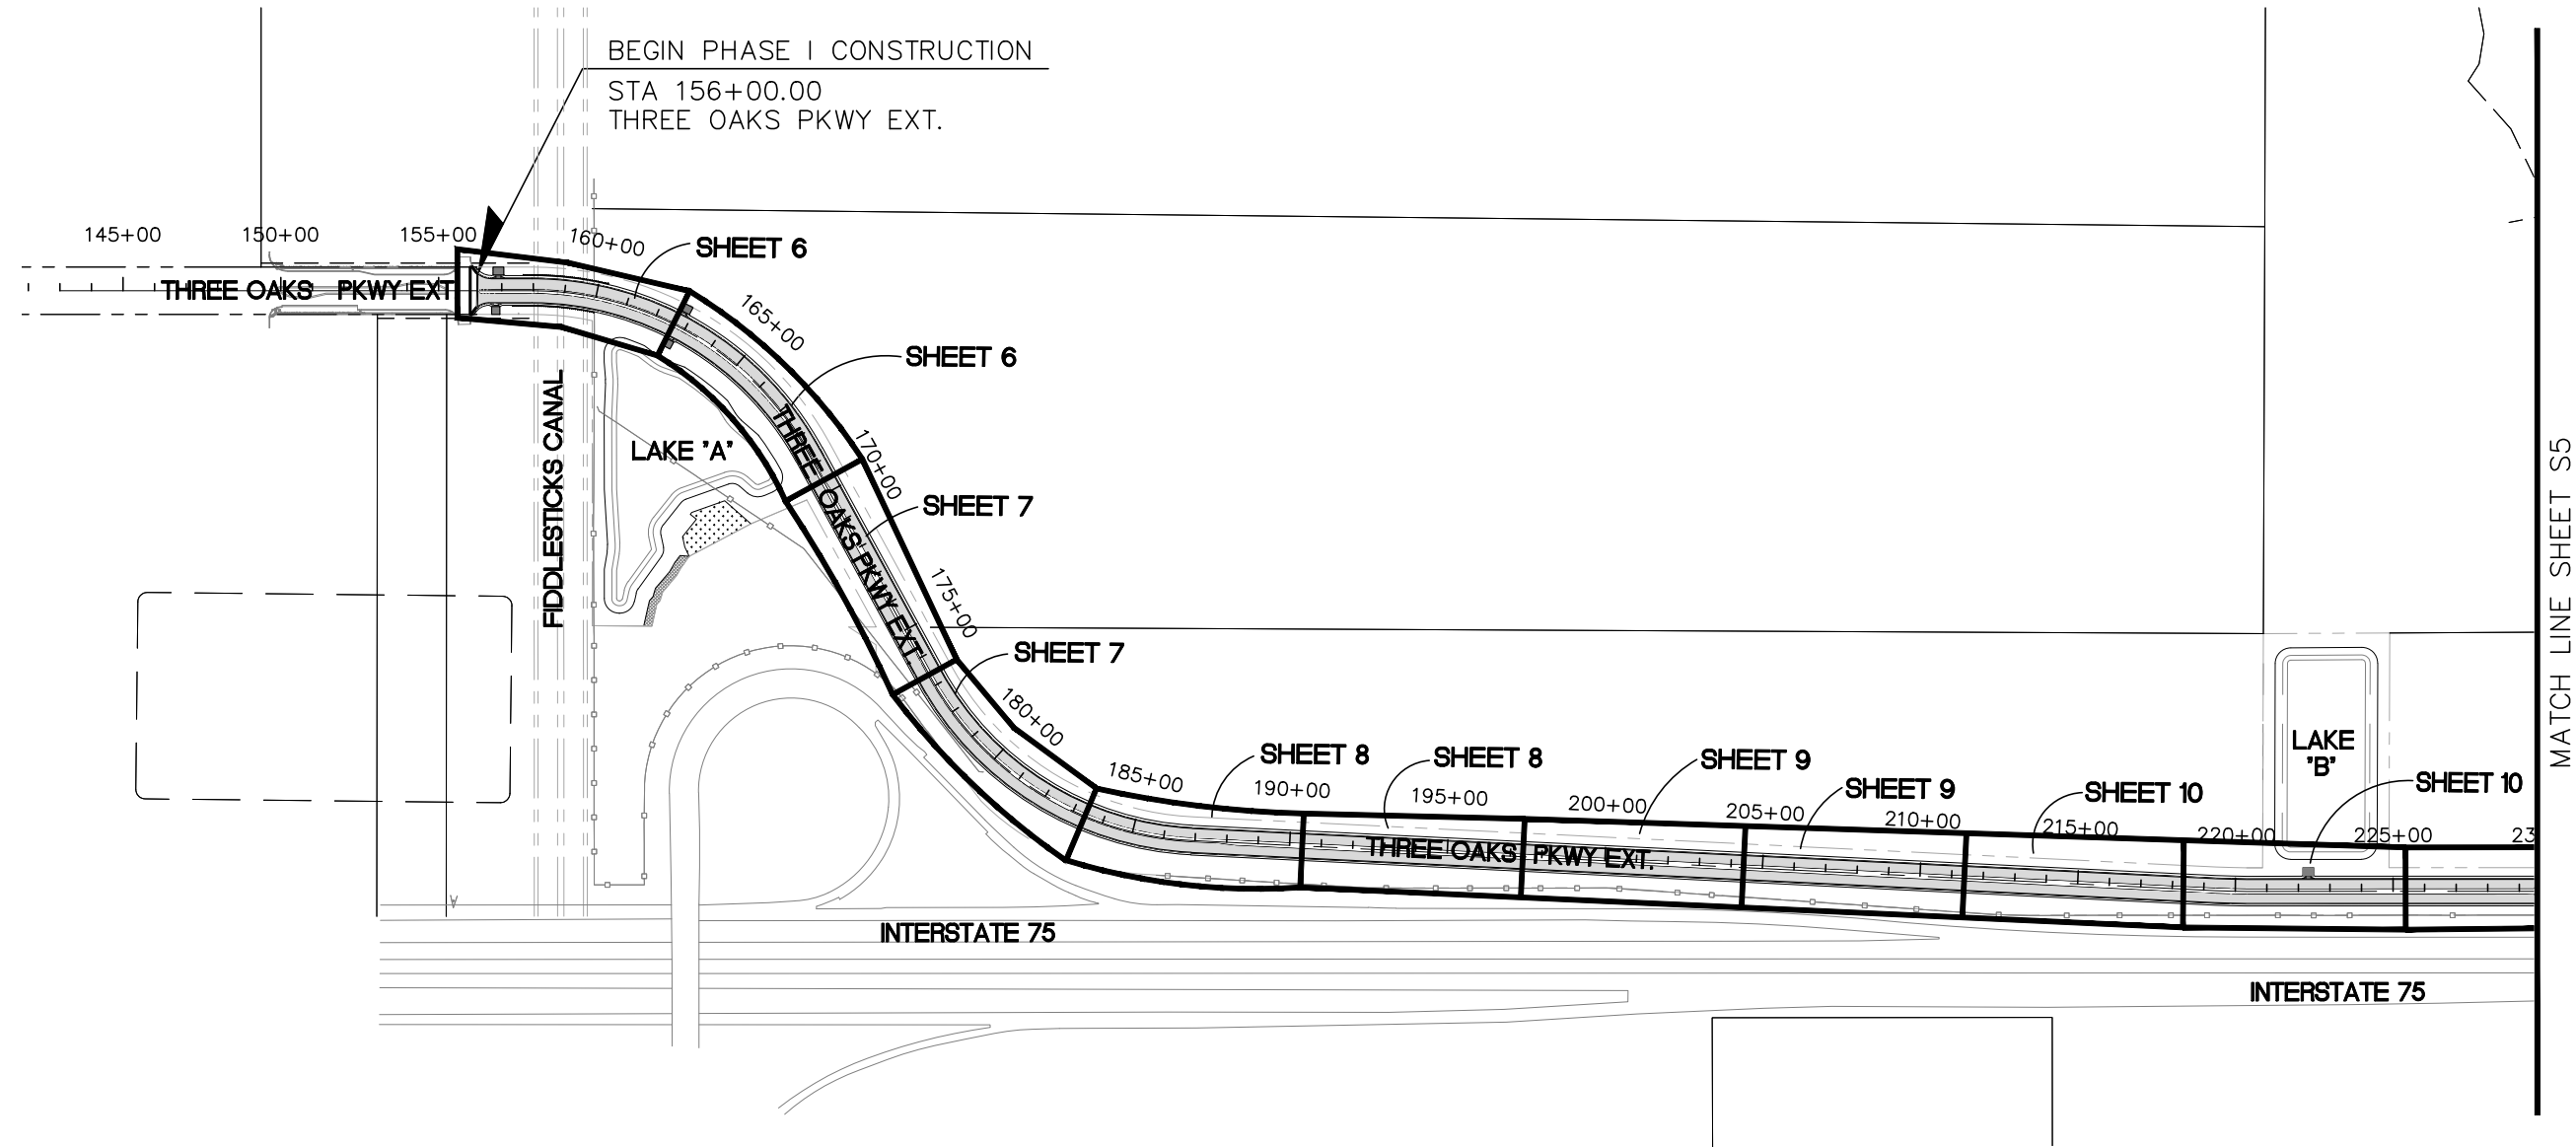 BEGIN PHASE I CONSTRUCTION
STA 156+00.00
THREE OAKS PKWY EXT.
145+00
150+00
155+00
160+00
SHEET 6
THREE OAKS PKWY EXT
165+00
SHEET 6
THREE OAKS PKWY EXT.
LAKE "A"
FIDDLESTICKS CANAL
170+00
SHEET 7
175+00
SHEET 7
180+00
185+00
SHEET 8
190+00
SHEET 8
195+00
SHEET 9
200+00
205+00
SHEET 9
210+00
SHEET 10
215+00
220+00
LAKE
"B"
SHEET 10
225+00
23
THREE OAKS PKWY EXT.
INTERSTATE 75
INTERSTATE 75
MATCH LINE SHEET S5